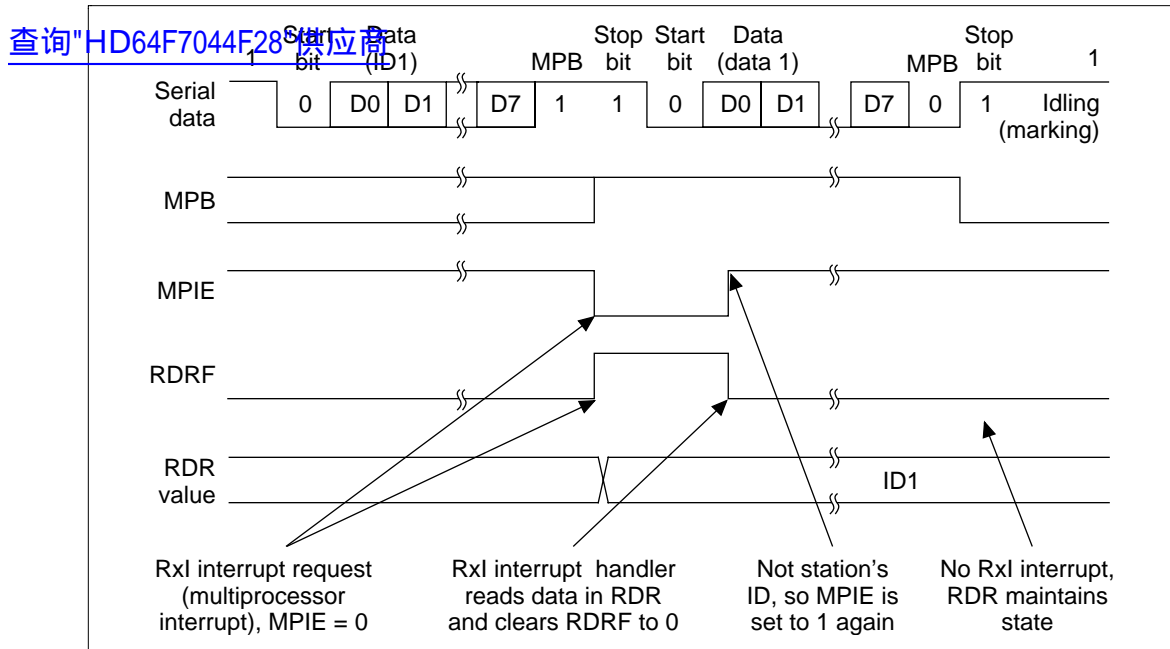 查询"HD64F7044F28"供应商
Start bit Data (ID1) MPB Stop bit Start bit Data (data 1) MPB Stop bit
1 1
Serial data 0 D0 D1 D7 1 1 0 D0 D1 D7 0 1 Idling (marking)
MPB
MPIE
RDRF
RDR value ID1
RxI interrupt request
(multiprocessor
interrupt), MPIE = 0
RxI interrupt handler
reads data in RDR
and clears RDRF to 0
Not station's
ID, so MPIE is
set to 1 again
No RxI interrupt,
RDR maintains
state